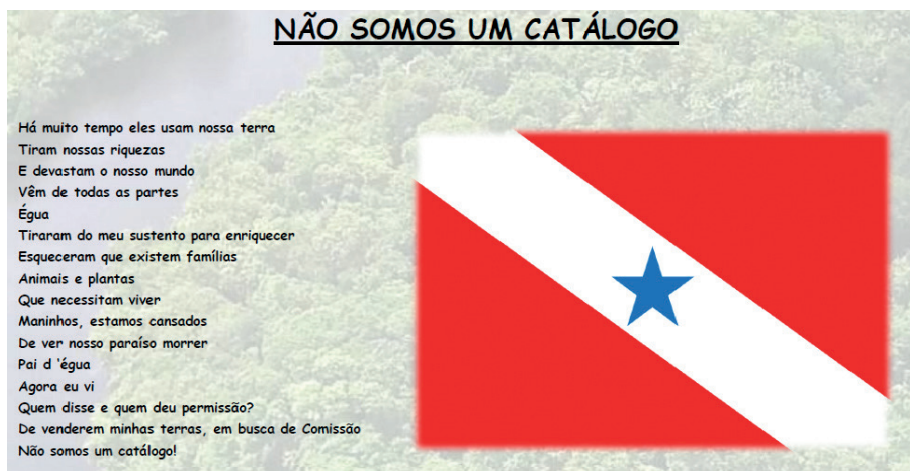 NÃO SOMOS UM CATÁLOGO
Há muito tempo eles usam nossa terra
Tiram nossas riquezas
E devastam o nosso mundo
Vêm de todas as partes
Égua
Tiraram do meu sustento para enriquecer
Esqueceram que existem famílias
Animais e plantas
Que necessitam viver
Maninhos, estamos cansados
De ver nosso paraíso morrer
Pai d 'égua
Agora eu vi
Quem disse e quem deu permissão?
De venderem minhas terras, em busca de Comissão
Não somos um catálogo!